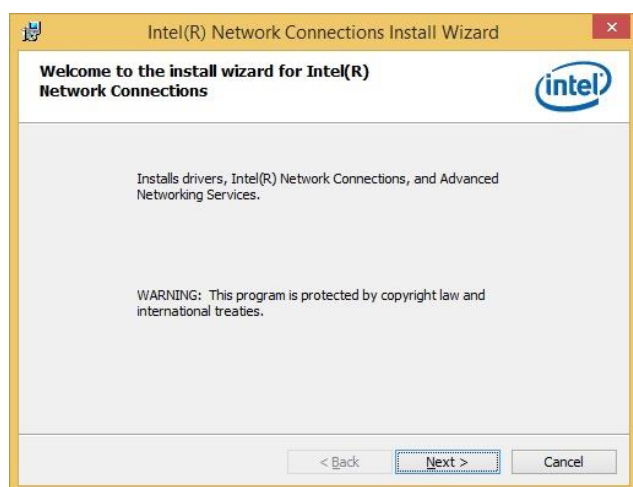 Intel(R) Network Connections Install Wizard
Welcome to the install wizard for Intel(R)
Network Connections
intel
Installs drivers, Intel(R) Network Connections, and Advanced
Networking Services.
WARNING:  This program is protected by copyright law and
international treaties.
< Back
Next >
Cancel